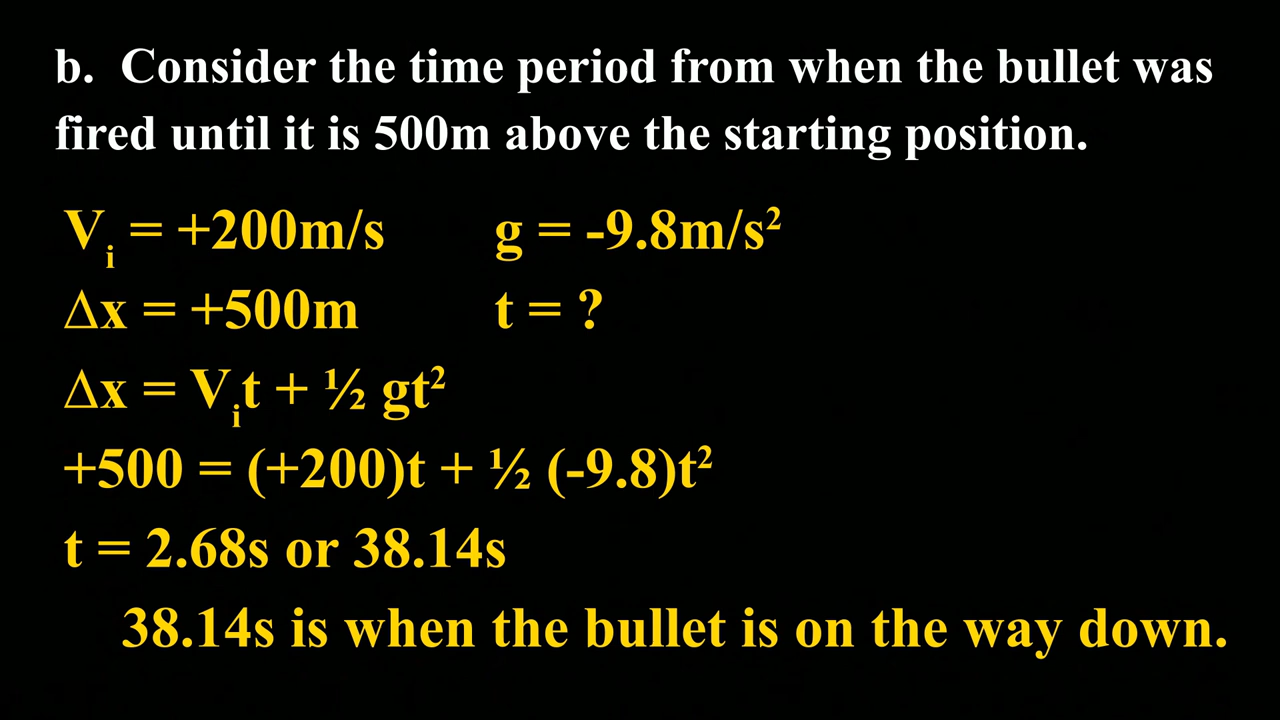 b. Consider the time period from when the bullet was
fired until it is 500m above the starting position.
Vᵢ = +200m/s g = -9.8m/s²
Δx = +500m t = ?
Δx = Vᵢt + ½ gt²
+500 = (+200)t + ½ (-9.8)t²
t = 2.68s or 38.14s
38.14s is when the bullet is on the way down.